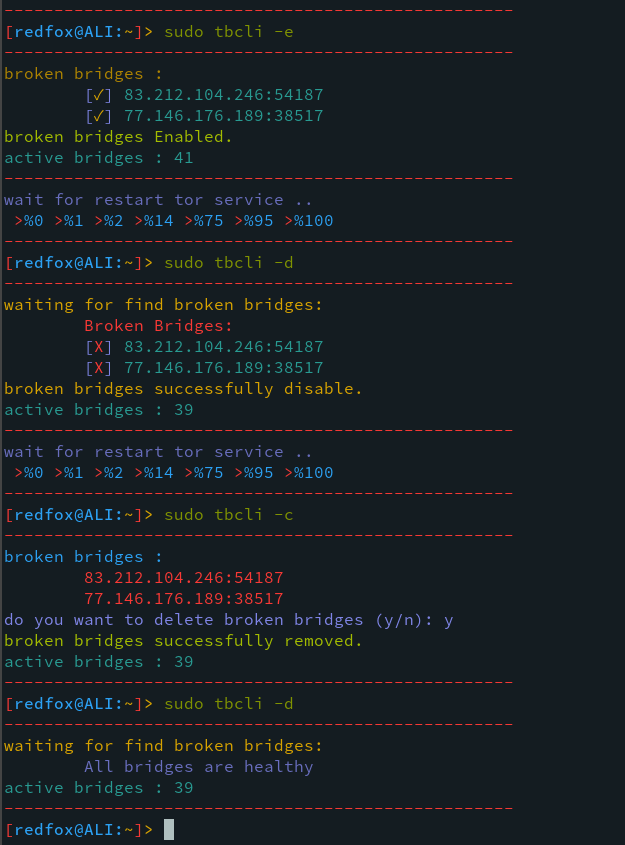 --------------------------------------------------
[redfox@ALI:~]> sudo tbcli -e
--------------------------------------------------
broken bridges :
        [✓] 83.212.104.246:54187
        [✓] 77.146.176.189:38517
broken bridges Enabled.
active bridges : 41
--------------------------------------------------
wait for restart tor service ..
 >%0 >%1 >%2 >%14 >%75 >%95 >%100
--------------------------------------------------
[redfox@ALI:~]> sudo tbcli -d
--------------------------------------------------
waiting for find broken bridges:
        Broken Bridges:
        [X] 83.212.104.246:54187
        [X] 77.146.176.189:38517
broken bridges successfully disable.
active bridges : 39
--------------------------------------------------
wait for restart tor service ..
 >%0 >%1 >%2 >%14 >%75 >%95 >%100
--------------------------------------------------
[redfox@ALI:~]> sudo tbcli -c
--------------------------------------------------
broken bridges :
        83.212.104.246:54187
        77.146.176.189:38517
do you want to delete broken bridges (y/n): y
broken bridges successfully removed.
active bridges : 39
--------------------------------------------------
[redfox@ALI:~]> sudo tbcli -d
--------------------------------------------------
waiting for find broken bridges:
        All bridges are healthy
active bridges : 39
--------------------------------------------------
[redfox@ALI:~]>